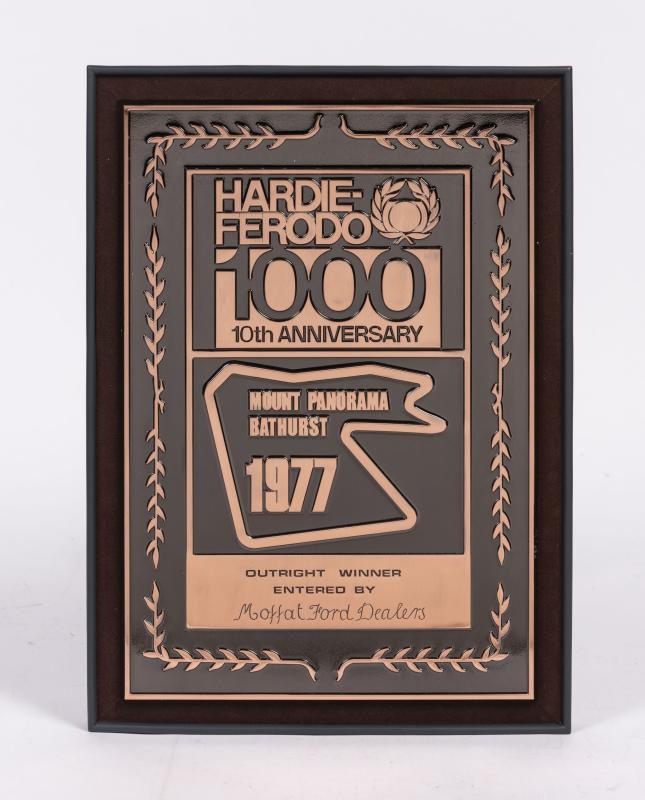 HARDIE-
FERODO
1000
10th ANNIVERSARY
MOUNT PANORAMA
BATHURST
1977
OUTRIGHT WINNER
ENTERED BY
Moffat Ford Dealers